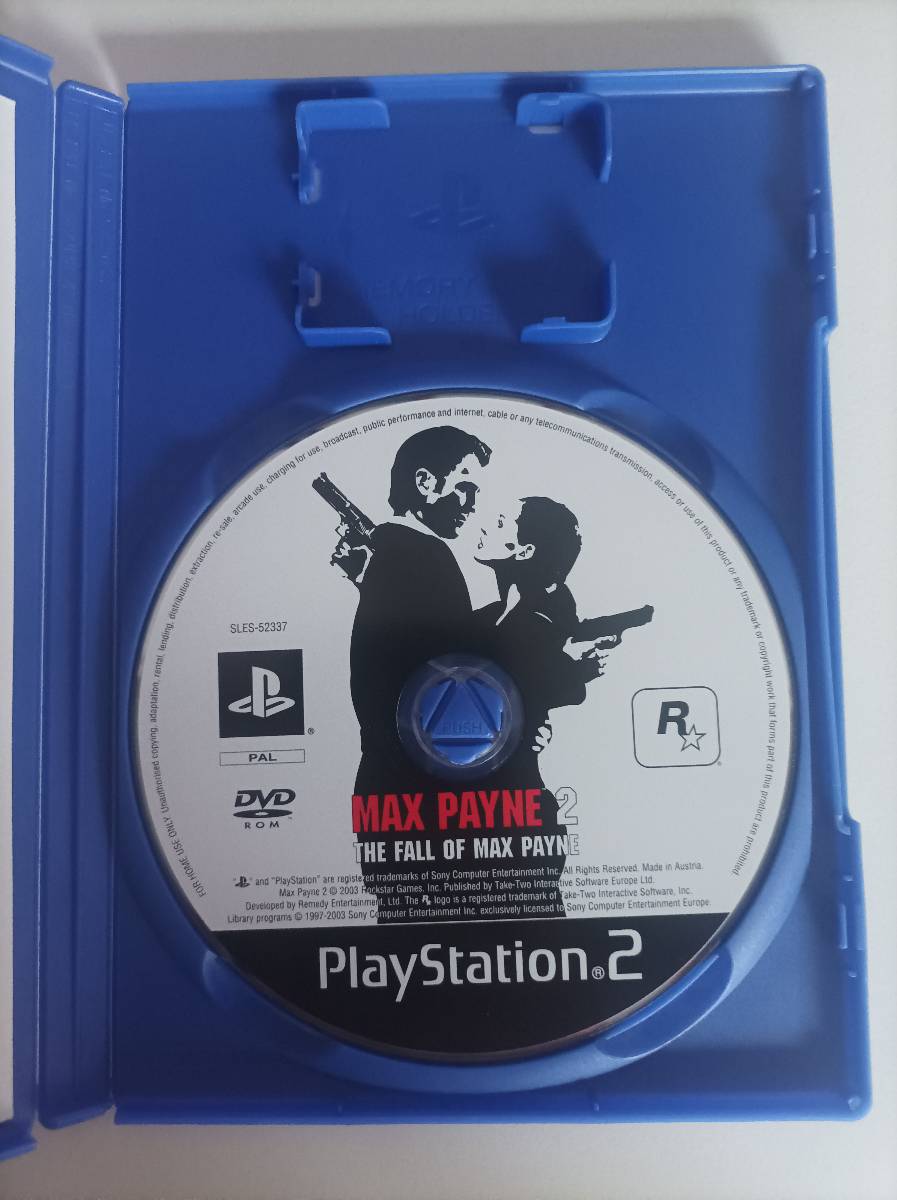 MEMORY
HOLDE
FOR HOME USE ONLY Unauthorised copying, adaptation, rental, lending, distribution, extraction, re-sale, arcade use, charging for use, broadcast, public performance and internet, cable or any telecommunications transmission, access or use of this product or any trademark or copyright work that forms part of this product are prohibited
SLES-52337
PAL
DVD
ROM
R
PUSH
MAX PAYNE 2
THE FALL OF MAX PAYNE
and "PlayStation" are registered trademarks of Sony Computer Entertainment Inc. All Rights Reserved. Made in Austria.
Max Payne 2 © 2003 Rockstar Games, Inc. Published by Take-Two Interactive Software Europe Ltd.
Developed by Remedy Entertainment, Ltd. The R logo is a registered trademark of Take-Two Interactive Software, Inc.
Library programs © 1997-2003 Sony Computer Entertainment Inc. exclusively licensed to Sony Computer Entertainment Europe.
PlayStation®2